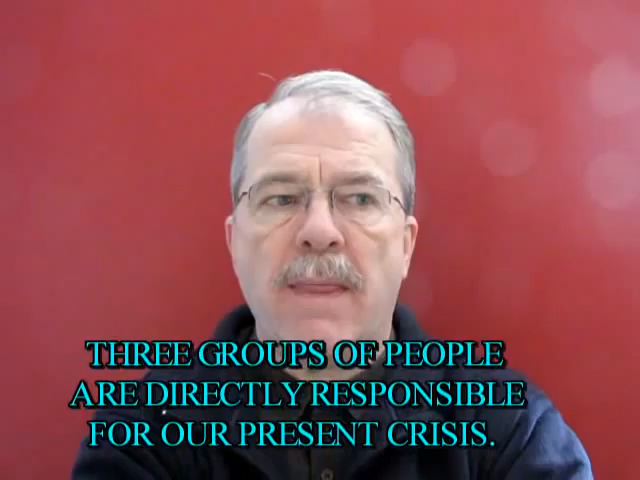 THREE GROUPS OF PEOPLE
ARE DIRECTLY RESPONSIBLE
FOR OUR PRESENT CRISIS.